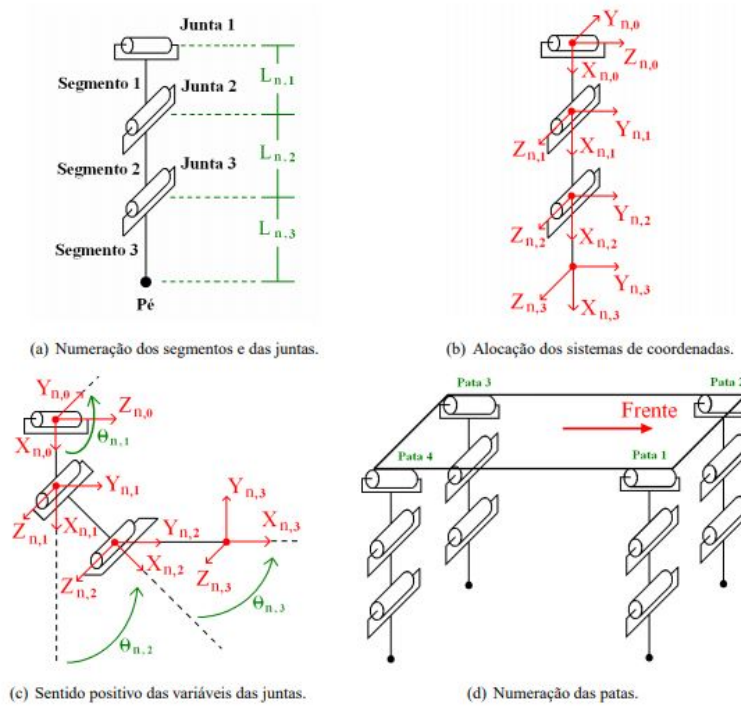 Junta 1
L n,1
Segmento 1
Junta 2
L n,2
Segmento 2
Junta 3
L n,3
Segmento 3
Pé
(a) Numeração dos segmentos e das juntas.
Y n,0
Z n,0
X n,0
Y n,1
Z n,1
X n,1
Y n,2
Z n,2
X n,2
Y n,3
Z n,3
X n,3
(b) Alocação dos sistemas de coordenadas.
Y n,0
Z n,0
X n,0
Θ n,1
Y n,1
Z n,1
X n,1
Y n,2
Z n,2
X n,2
Y n,3
X n,3
Z n,3
Θ n,2
Θ n,3
(c) Sentido positivo das variáveis das juntas.
Pata 3
Pata 2
Frente
Pata 4
Pata 1
(d) Numeração das patas.